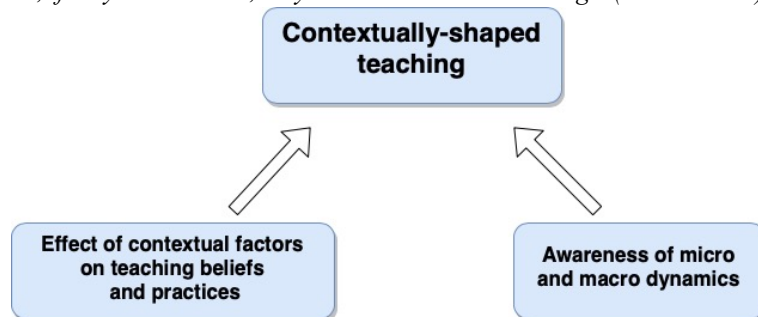 Contextually-shaped
teaching
Effect of contextual factors
on teaching beliefs
and practices
Awareness of micro
and macro dynamics